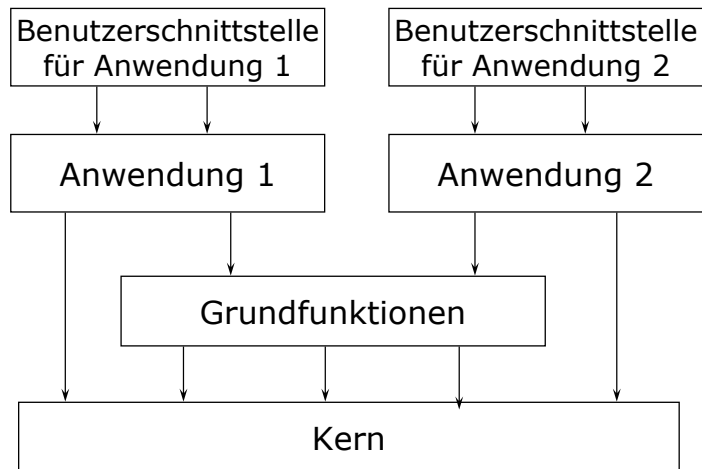 Benutzerschnittstelle
für Anwendung 1
Benutzerschnittstelle
für Anwendung 2
Anwendung 1
Anwendung 2
Grundfunktionen
Kern